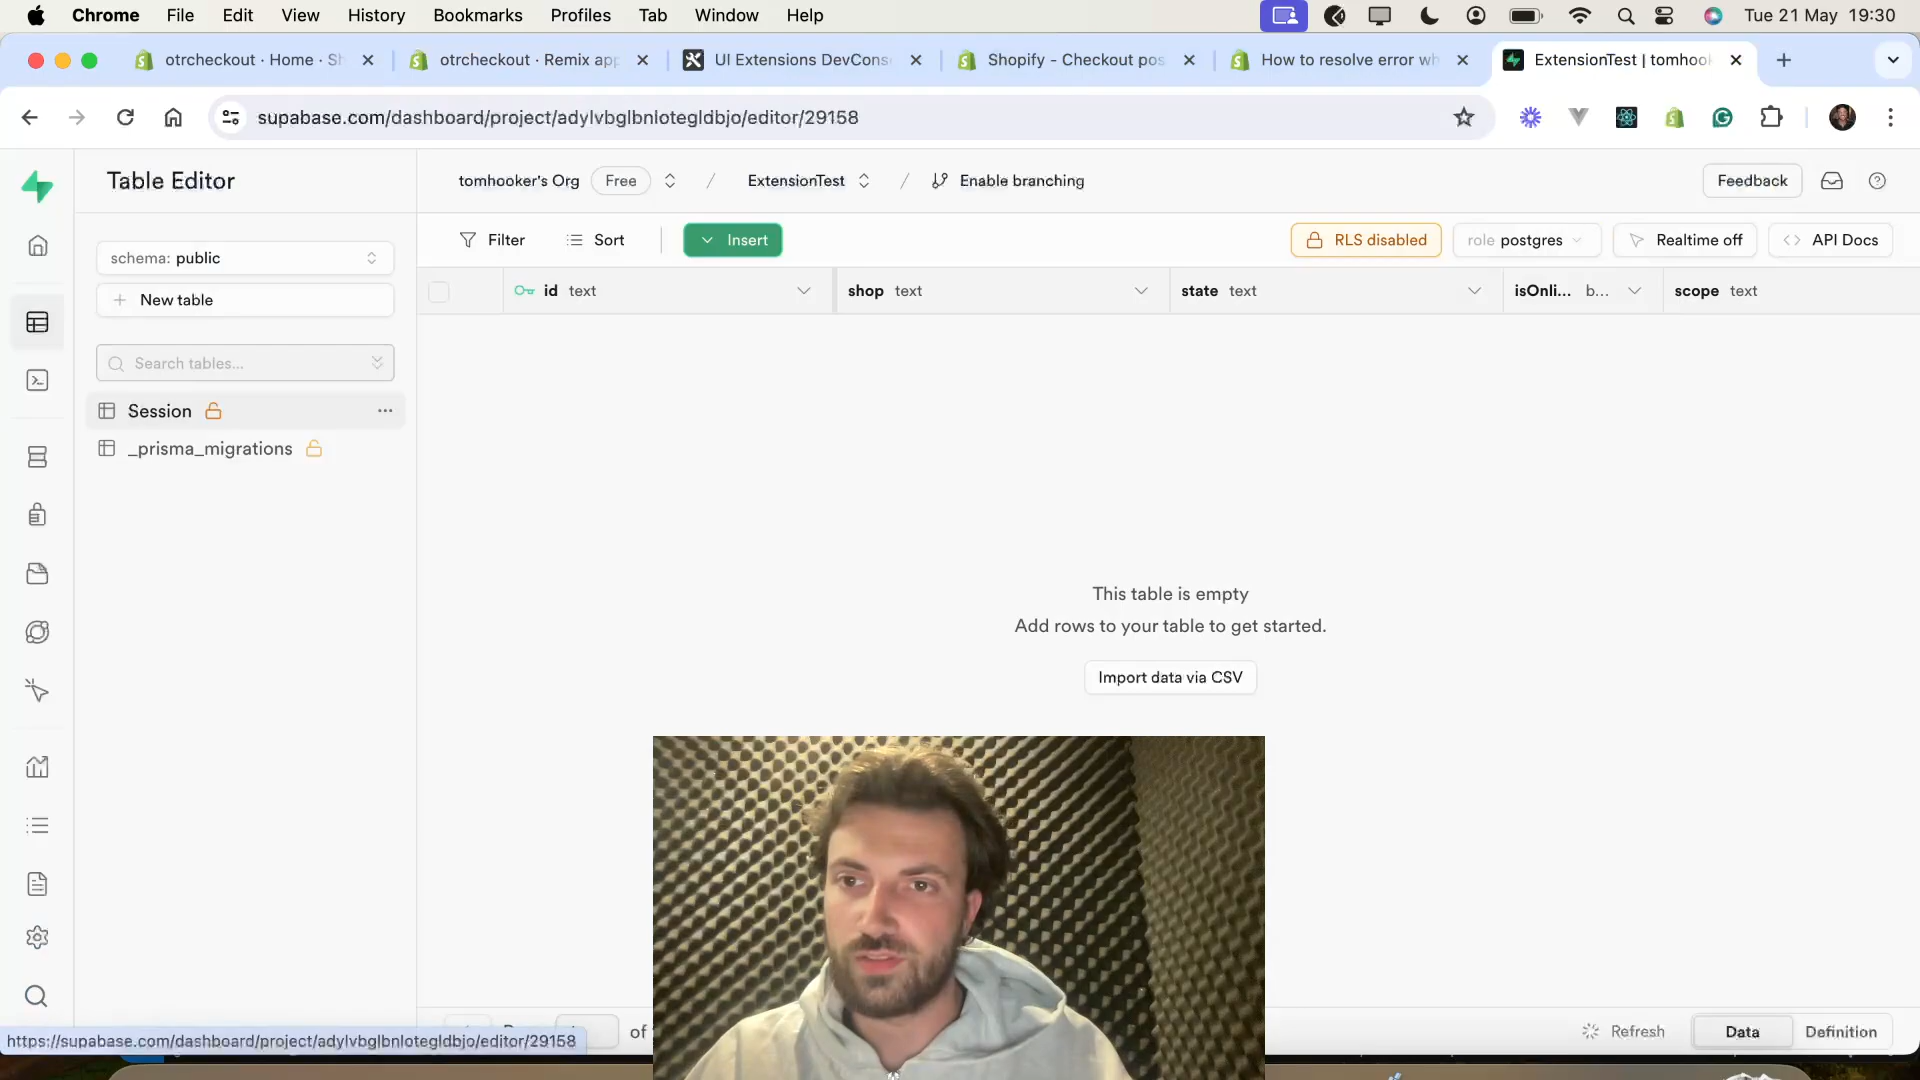 Chrome File Edit View History Bookmarks Profiles Tab Window Help Tue 21 May 19:30
otrcheckout · Home · Sh
otrcheckout · Remix app
UI Extensions DevConso
Shopify - Checkout pos
How to resolve error wh
ExtensionTest | tomhook
supabase.com/dashboard/project/adylvbglbnlotegldbjo/editor/29158
Table Editor
tomhooker's Org Free / ExtensionTest / Enable branching
Feedback
schema: public
New table
Search tables...
Session
_prisma_migrations
Filter Sort Insert
RLS disabled role postgres Realtime off API Docs
id text shop text state text isOnli... b... scope text
This table is empty
Add rows to your table to get started.
Import data via CSV
of
Refresh Data Definition
https://supabase.com/dashboard/project/adylvbglbnlotegldbjo/editor/29158